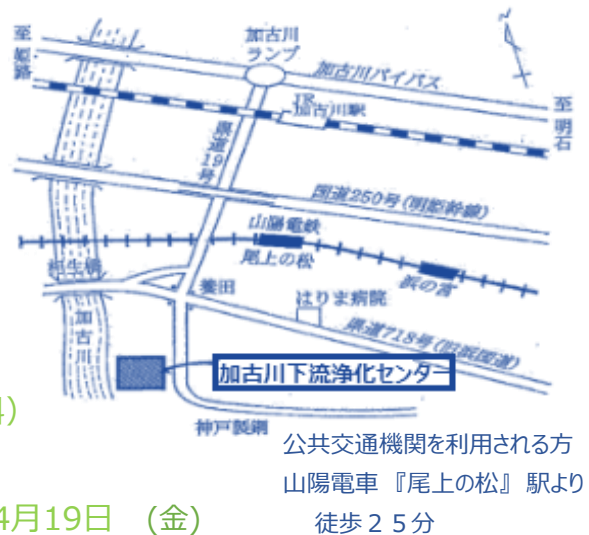 至姫路
加古川
ランプ
加古川バイパス
至明石
JR
加古川駅
県道19号
国道250号(明姫幹線)
山陽電鉄
尾上の松
浜の宮
相生橋
養田
はりま病院
県道718号(旧浜国道)
加古川
加古川下流浄化センター
神戸製鋼
公共交通機関を利用される方
山陽電車『尾上の松』駅より
徒歩25分
4月19日 (金)